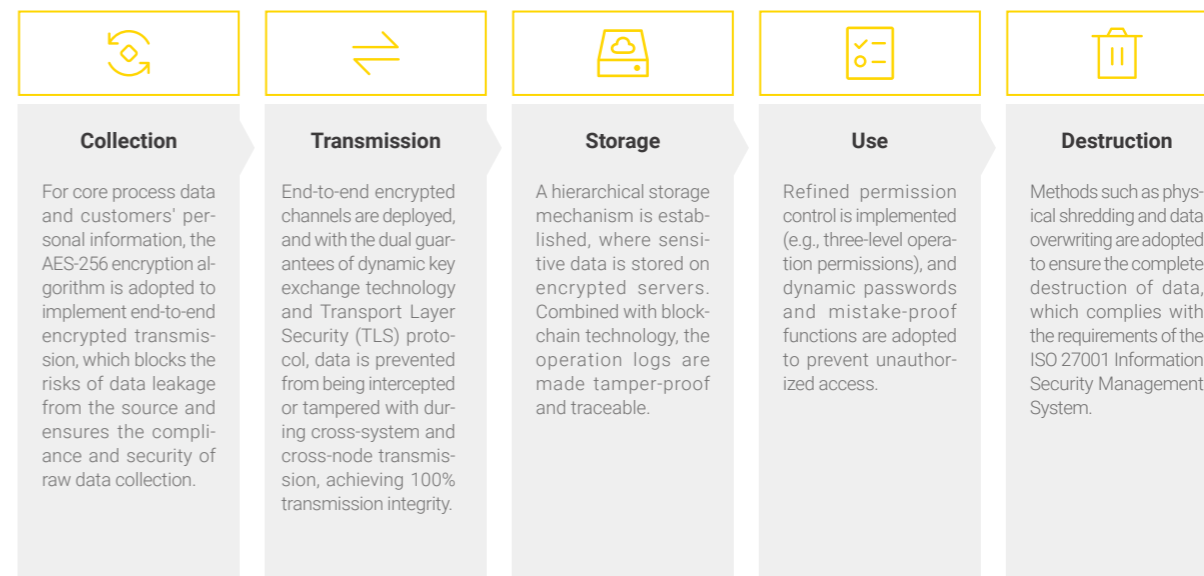 Collection
For core process data
and customers' per-
sonal information, the
AES-256 encryption al-
gorithm is adopted to
implement end-to-end
encrypted transmis-
sion, which blocks the
risks of data leakage
from the source and
ensures the compli-
ance and security of
raw data collection.
Transmission
End-to-end encrypted
channels are deployed,
and with the dual guar-
antees of dynamic key
exchange technology
and Transport Layer
Security (TLS) proto-
col, data is prevented
from being intercepted
or tampered with dur-
ing cross-system and
cross-node transmis-
sion, achieving 100%
transmission integrity.
Storage
A hierarchical storage
mechanism is estab-
lished, where sensi-
tive data is stored on
encrypted servers.
Combined with block-
chain technology, the
operation logs are
made tamper-proof
and traceable.
Use
Refined permission
control is implemented
(e.g., three-level opera-
tion permissions), and
dynamic passwords
and mistake-proof
functions are adopted
to prevent unauthor-
ized access.
Destruction
Methods such as phys-
ical shredding and data
overwriting are adopted
to ensure the complete
destruction of data,
which complies with
the requirements of the
ISO 27001 Information
Security Management
System.